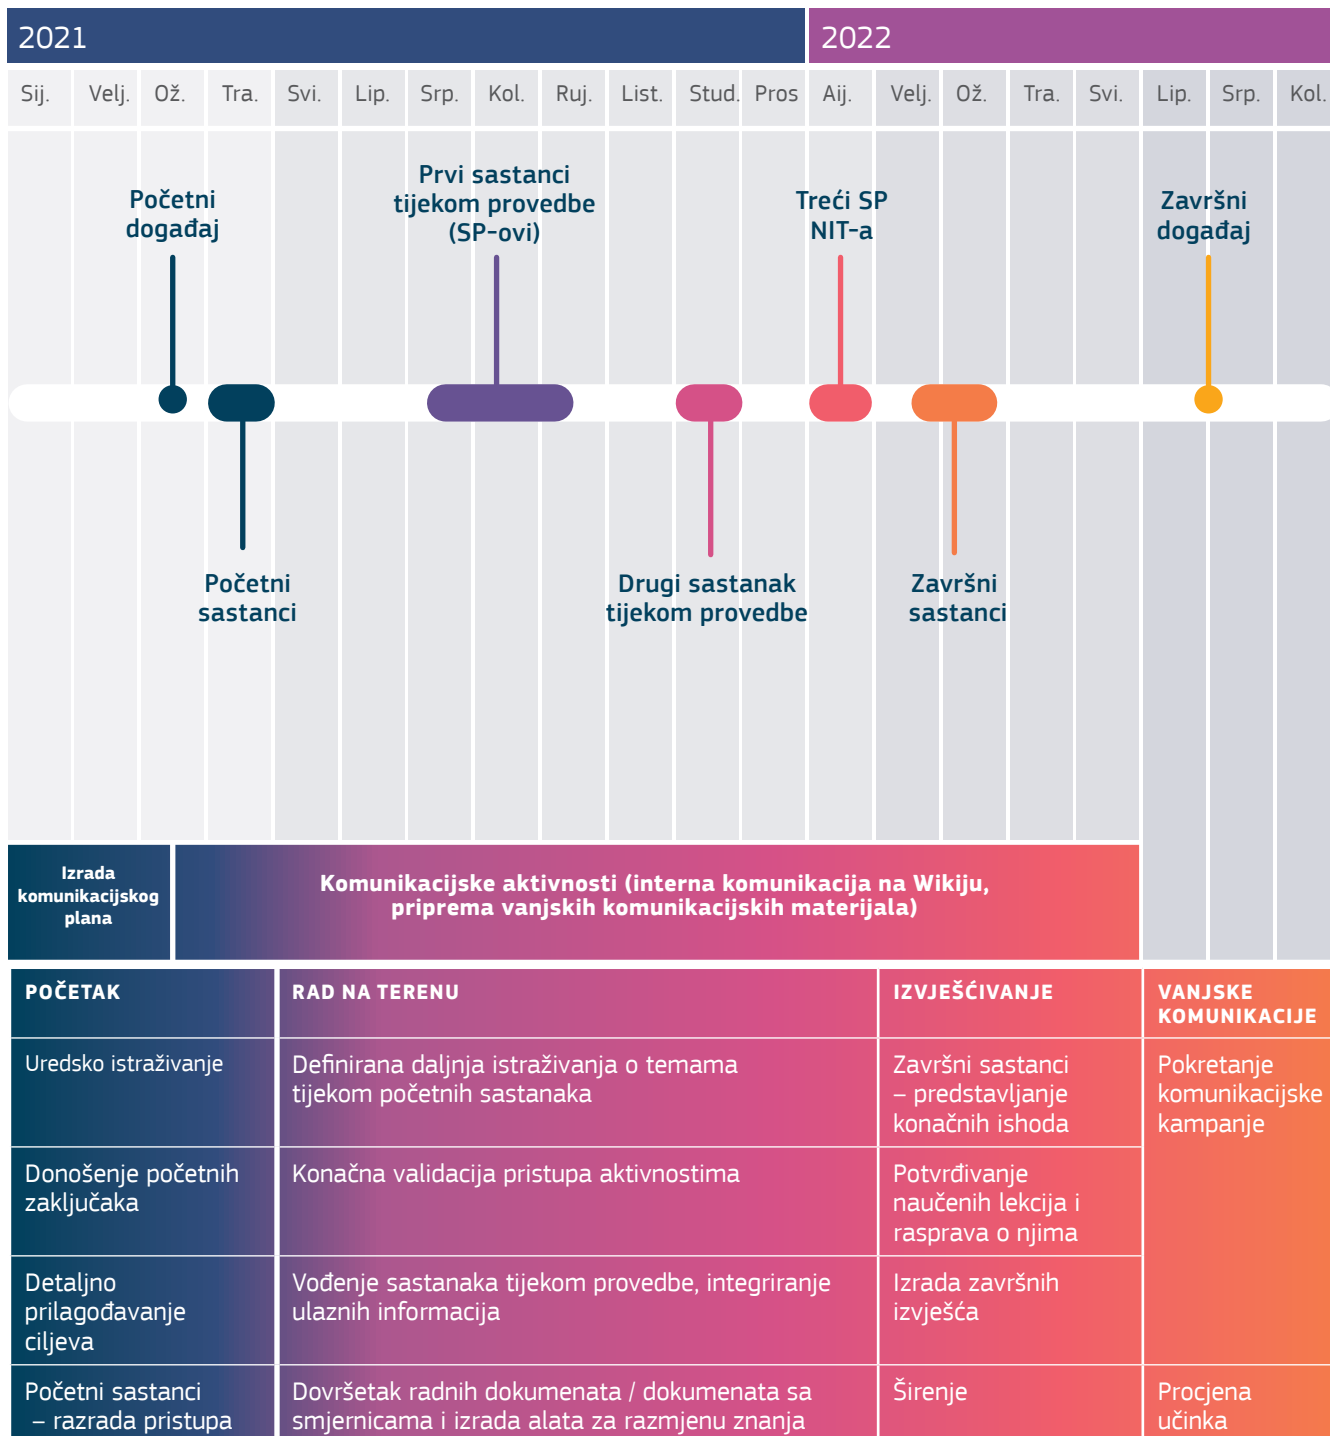 2021
2022
Sij. Velj. Ož. Tra. Svi. Lip. Srp. Kol. Ruj. List. Stud. Pros Aij. Velj. Ož. Tra. Svi. Lip. Srp. Kol.
Početni
događaj
Prvi sastanci
tijekom provedbe
(SP-ovi)
Treći SP
NIT-a
Završni
događaj
Početni
sastanci
Drugi sastanak
tijekom provedbe
Završni
sastanci
Izrada
komunikacijskog
plana
Komunikacijske aktivnosti (interna komunikacija na Wikiju,
priprema vanjskih komunikacijskih materijala)
POČETAK
RAD NA TERENU
IZVJEŠĆIVANJE
VANJSKE
KOMUNIKACIJE
Uredsko istraživanje
Definirana daljnja istraživanja o temama
tijekom početnih sastanaka
Završni sastanci
– predstavljanje
konačnih ishoda
Pokretanje
komunikacijske
kampanje
Donošenje početnih
zaključaka
Konačna validacija pristupa aktivnostima
Potvrđivanje
naučenih lekcija i
rasprava o njima
Detaljno
prilagođavanje
ciljeva
Vođenje sastanaka tijekom provedbe, integriranje
ulaznih informacija
Izrada završnih
izvješća
Početni sastanci
– razrada pristupa
Dovršetak radnih dokumenata / dokumenata sa
smjernicama i izrada alata za razmjenu znanja
Širenje
Procjena
učinka